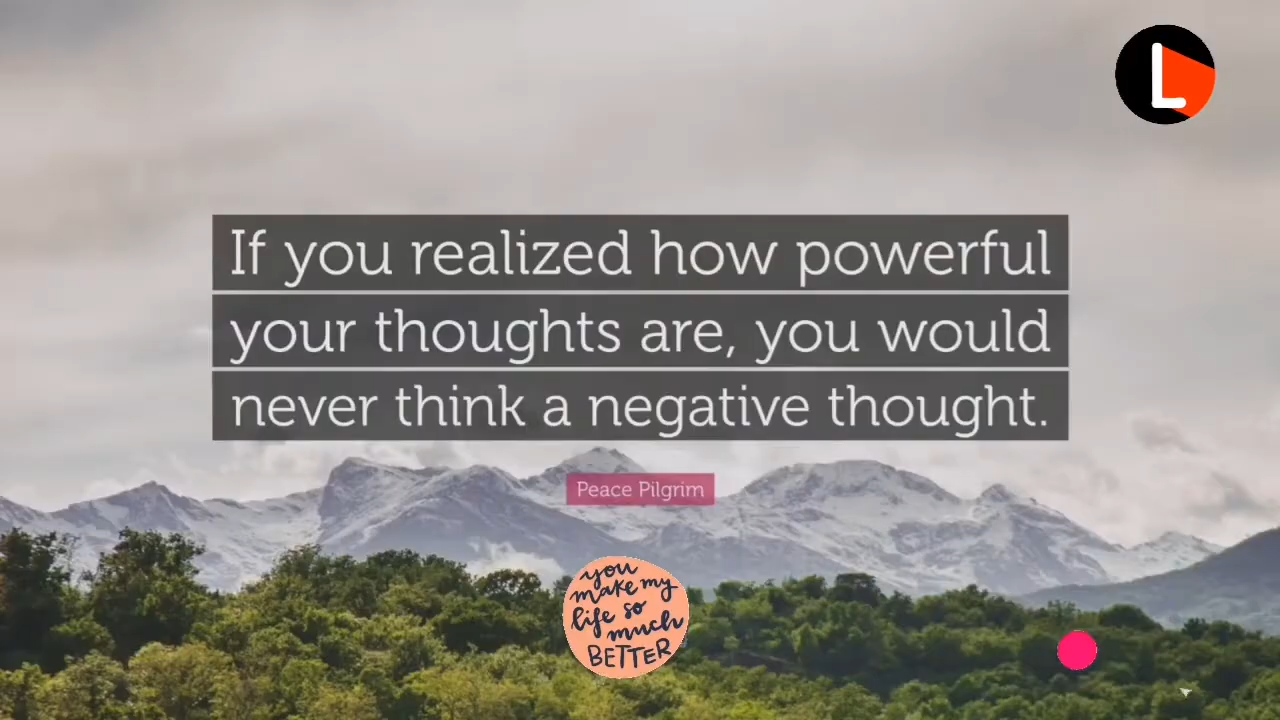 L
If you realized how powerful
your thoughts are, you would
never think a negative thought.
Peace Pilgrim
you
make my
life so
much
BETTER